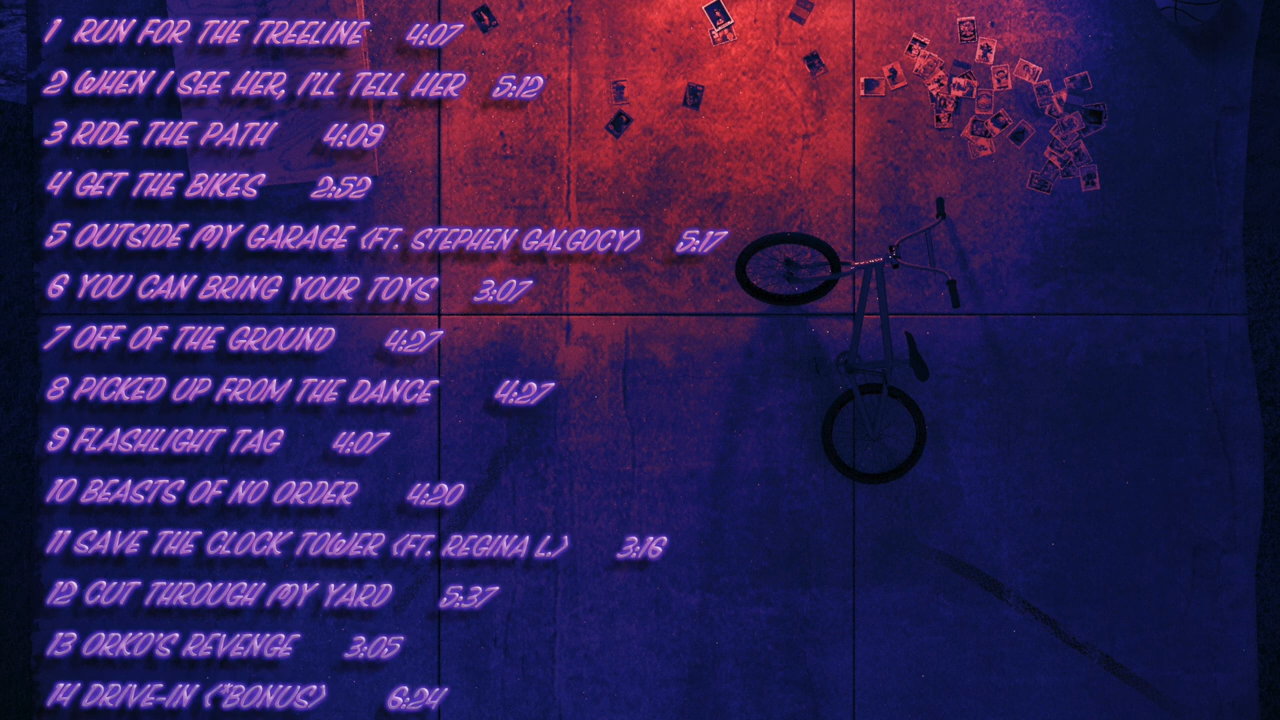 1 RUN FOR THE TREELINE 4:07
2 WHEN I SEE HER, I'LL TELL HER 5:12
3 RIDE THE PATH 4:09
4 GET THE BIKES 2:52
5 OUTSIDE MY GARAGE (FT. STEPHEN GALGOCY) 5:17
6 YOU CAN BRING YOUR TOYS 3:07
7 OFF OF THE GROUND 4:27
8 PICKED UP FROM THE DANCE 4:27
9 FLASHLIGHT TAG 4:07
10 BEASTS OF NO ORDER 4:20
11 SAVE THE CLOCK TOWER (FT. REGINA L.) 3:16
12 CUT THROUGH MY YARD 5:37
13 ORKO'S REVENGE 3:05
14 DRIVE-IN (*BONUS) 6:24